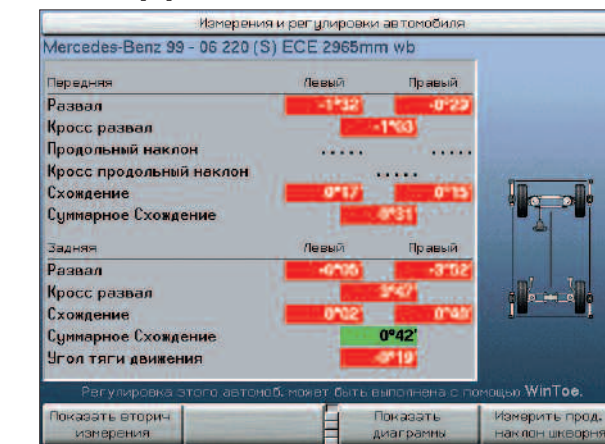 Измерения и регулировки автомобиля
Mercedes-Benz 99 - 06 220 (S) ECE 2965mm wb
Передняя Левый Правый
Развал -1°32' -0°29'
Кросс развал -1°03'
Продольный наклон ..... .....
Кросс продольный наклон .....
Схождение 0°17' 0°15'
Суммарное Схождение 0°31'
Задняя Левый Правый
Развал -3°52'
Кросс развал 3°47'
Схождение 0°02' 0°40'
Суммарное Схождение 0°42'
Угол тяги движения -0°19'
Регулировка этого автомоб. может быть выполнена с помощью WinToe.
Показать вторич. измерения
Показать диаграммы
Измерить прод. наклон шкворня